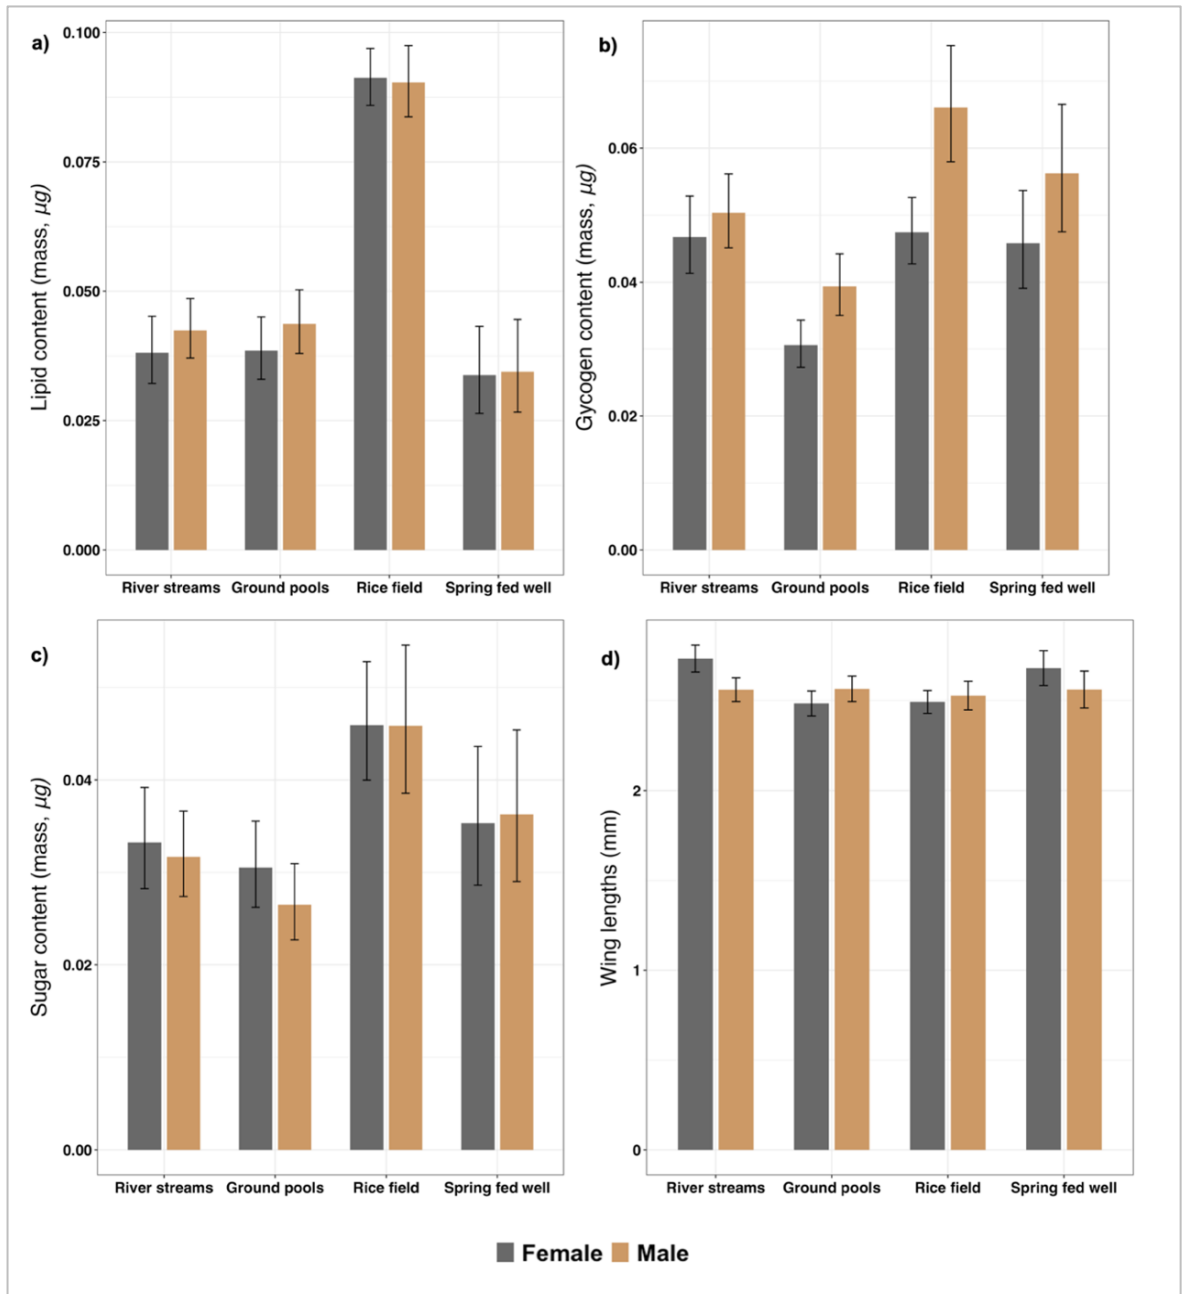 a)
Lipid content (mass, µg)
0.100
0.075
0.050
0.025
0.000
River streams Ground pools Rice field Spring fed well
b)
Gycogen content (mass, µg)
0.06
0.04
0.02
0.00
River streams Ground pools Rice field Spring fed well
c)
Sugar content (mass, µg)
0.04
0.02
0.00
River streams Ground pools Rice field Spring fed well
d)
Wing lengths (mm)
2
1
0
River streams Ground pools Rice field Spring fed well
Female Male